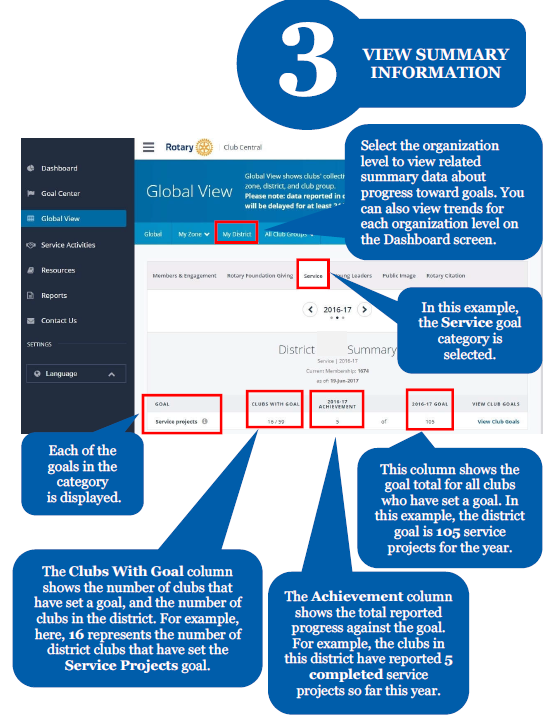 3
VIEW SUMMARY
INFORMATION
Rotary
Club Central
Select the organization
level to view related
summary data about
progress toward goals. You
can also view trends for
each organization level on
the Dashboard screen.
Dashboard
Goal Center
Global View
Service Activities
Resources
Reports
Contact Us
SETTINGS
Language
Global View
Global View shows clubs'
zone, district, and club group.
Please note: data reported in
will be delayed for at least
Global
My Zone
My District
All Club Groups
Members & Engagement
Rotary Foundation Giving
Service
Young Leaders
Public Image
Rotary Citation
2016-17
In this example,
the Service goal
category is
selected.
District Summary
Service | 2016-17
Current Membership: 1674
as of: 19-Jun-2017
GOAL
CLUBS WITH GOAL
2016-17
ACHIEVEMENT
2016-17 GOAL
VIEW CLUB GOALS
Service projects
16 / 39
5
of
105
View Club Goals
Each of the
goals in the
category
is displayed.
This column shows the
goal total for all clubs
who have set a goal. In
this example, the district
goal is 105 service
projects for the year.
The Clubs With Goal column
shows the number of clubs that
have set a goal, and the number of
clubs in the district. For example,
here, 16 represents the number of
district clubs that have set the
Service Projects goal.
The Achievement column
shows the total reported
progress against the goal.
For example, the clubs in
this district have reported 5
completed service
projects so far this year.